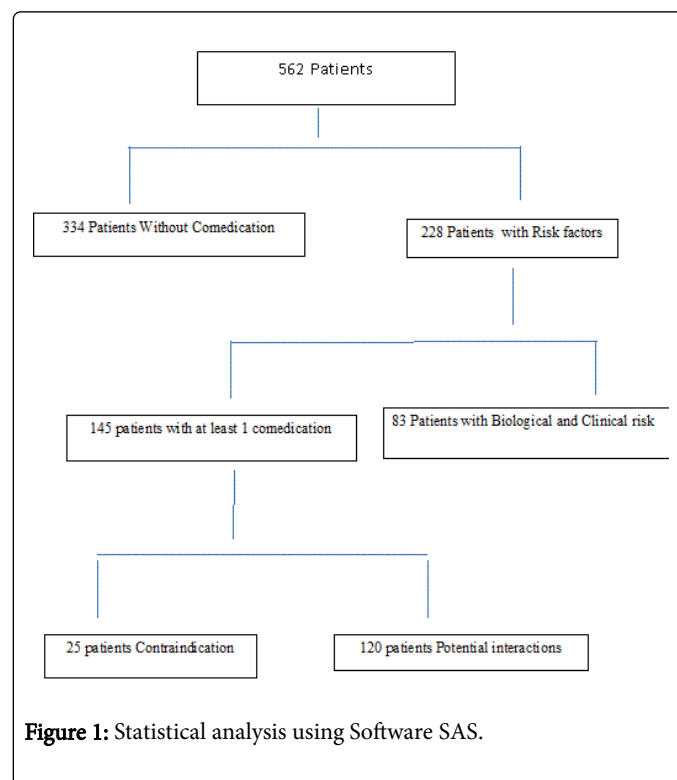 562 Patients
334 Patients Without Comedication
228 Patients with Risk factors
145 patients with at least 1 comedication
83 Patients with Biological and Clinical risk
25 patients Contraindication
120 patients Potential interactions
Figure 1: Statistical analysis using Software SAS.